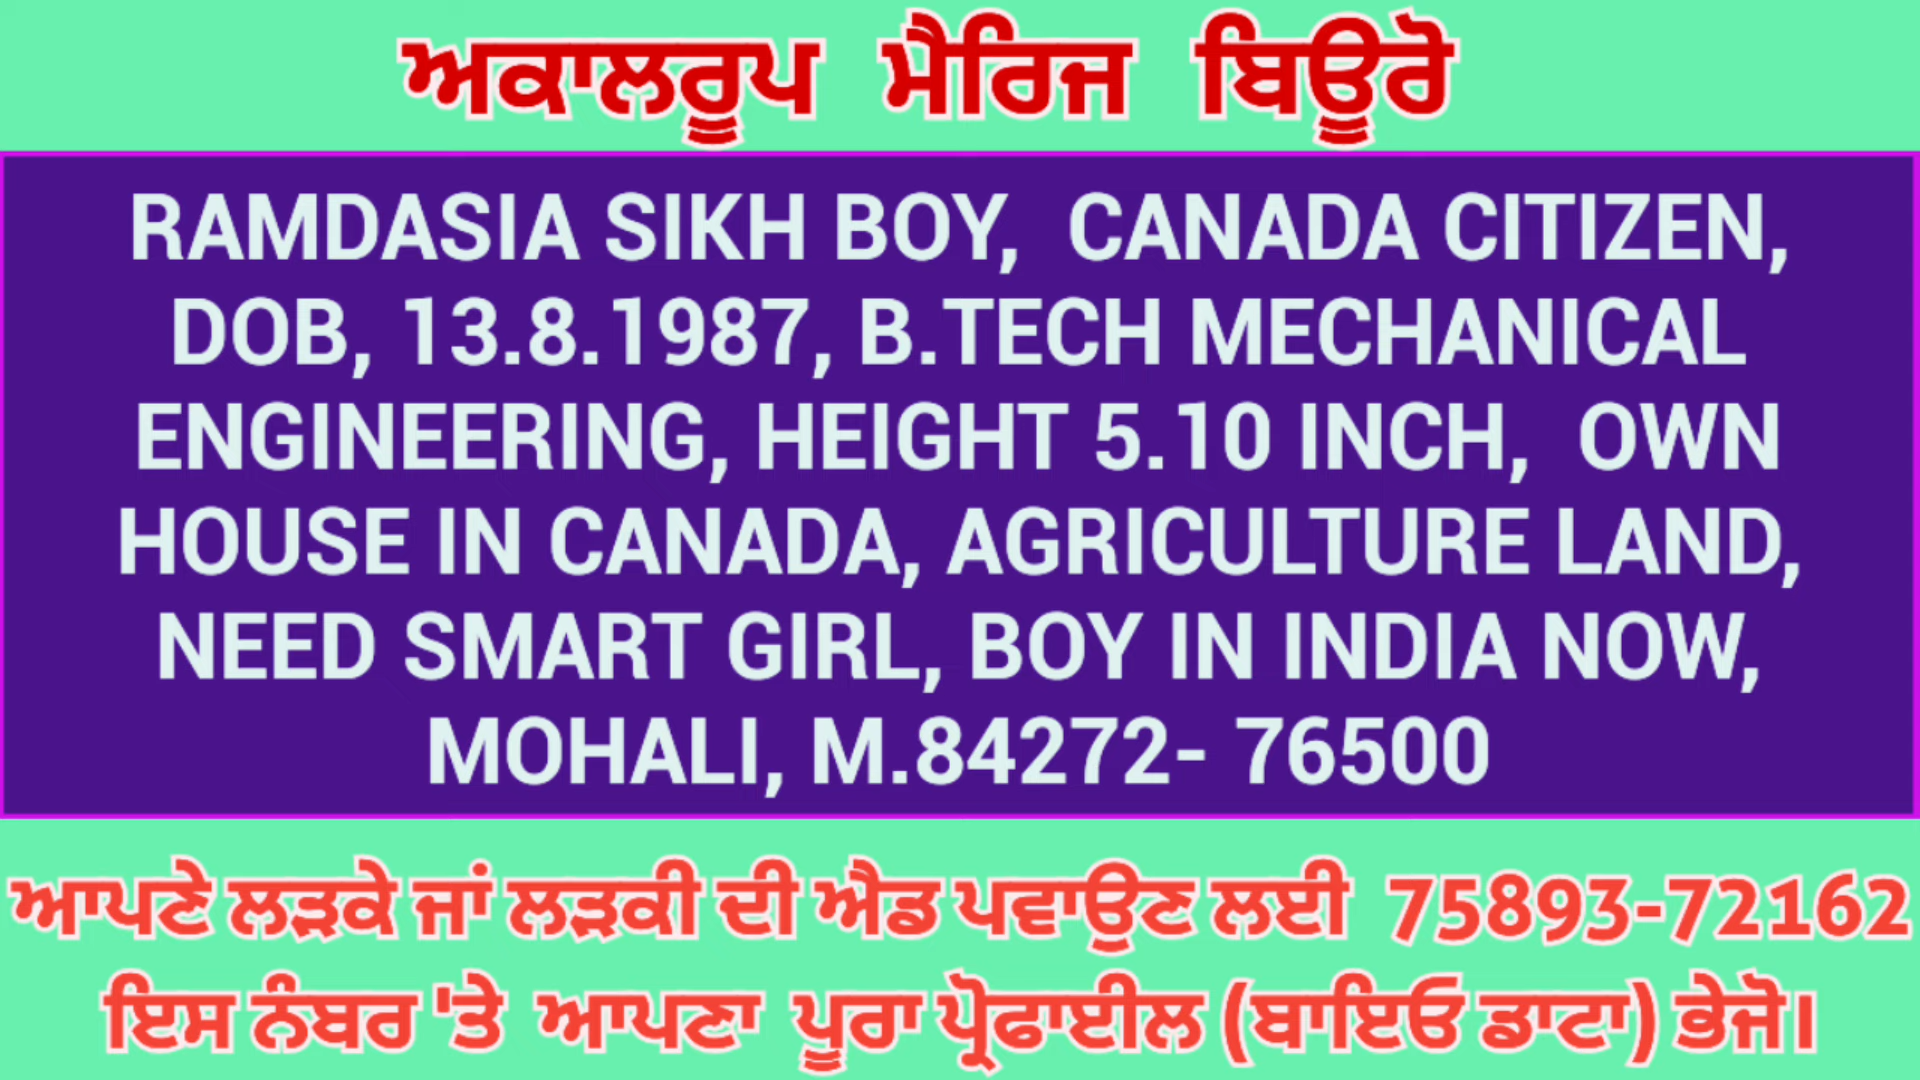 ਅਕਾਲਰੂਪ ਮੈਰਿਜ ਬਿਊਰੋ
RAMDASIA SIKH BOY, CANADA CITIZEN,
DOB, 13.8.1987, B.TECH MECHANICAL
ENGINEERING, HEIGHT 5.10 INCH, OWN
HOUSE IN CANADA, AGRICULTURE LAND,
NEED SMART GIRL, BOY IN INDIA NOW,
MOHALI, M.84272- 76500
ਆਪਣੇ ਲੜਕੇ ਜਾਂ ਲੜਕੀ ਦੀ ਐਡ ਪਵਾਉਣ ਲਈ 75893-72162
ਇਸ ਨੰਬਰ 'ਤੇ ਆਪਣਾ ਪੂਰਾ ਪ੍ਰੋਫਾਈਲ (ਬਾਇਓ ਡਾਟਾ) ਭੇਜੋ।